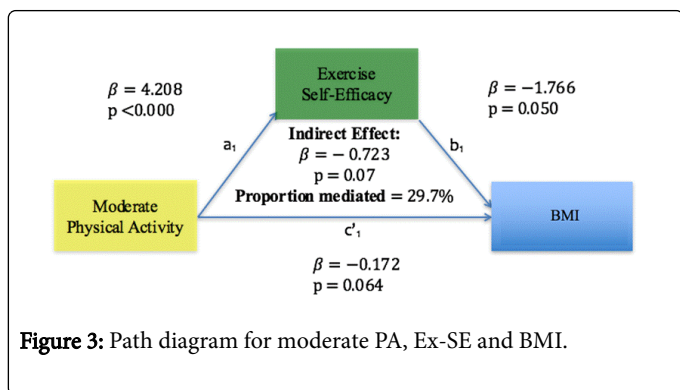 Exercise
Self-Efficacy
β = 4.208
p <0.000
β = −1.766
p = 0.050
a₁
b₁
Indirect Effect:
β = − 0.723
p = 0.07
Proportion mediated = 29.7%
Moderate
Physical Activity
BMI
c'₁
β = −0.172
p = 0.064
Figure 3: Path diagram for moderate PA, Ex-SE and BMI.